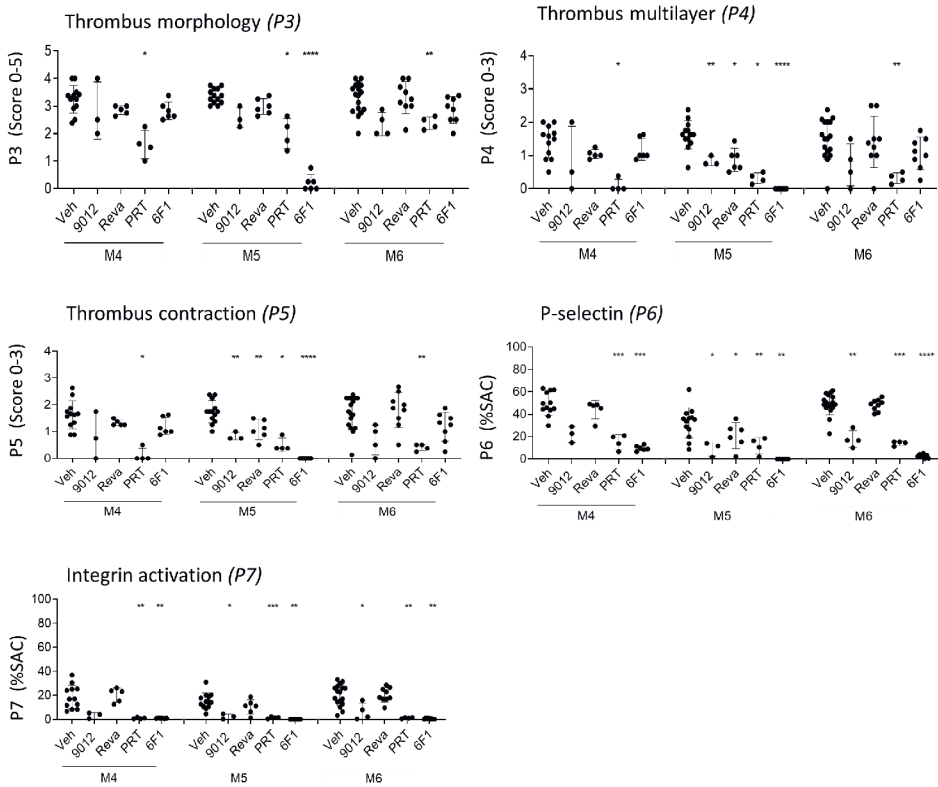 Thrombus morphology (P3)
P3 (Score 0-5)
5
4
3
2
1
0
* * **** **
Veh 9012 Reva PRT 6F1 Veh 9012 Reva PRT 6F1 Veh 9012 Reva PRT 6F1
M4 M5 M6
Thrombus multilayer (P4)
P4 (Score 0-3)
4
3
2
1
0
* ** * * **** **
Veh 9012 Reva PRT 6F1 Veh 9012 Reva PRT 6F1 Veh 9012 Reva PRT 6F1
M4 M5 M6
Thrombus contraction (P5)
P5 (Score 0-3)
4
3
2
1
0
* ** ** * **** **
Veh 9012 Reva PRT 6F1 Veh 9012 Reva PRT 6F1 Veh 9012 Reva PRT 6F1
M4 M5 M6
P-selectin (P6)
P6 (%SAC)
100
80
60
40
20
0
*** *** * * ** ** ** *** ****
Veh 9012 Reva PRT 6F1 Veh 9012 Reva PRT 6F1 Veh 9012 Reva PRT 6F1
M4 M5 M6
Integrin activation (P7)
P7 (%SAC)
100
80
60
40
20
0
** ** * *** ** * ** **
Veh 9012 Reva PRT 6F1 Veh 9012 Reva PRT 6F1 Veh 9012 Reva PRT 6F1
M4 M5 M6